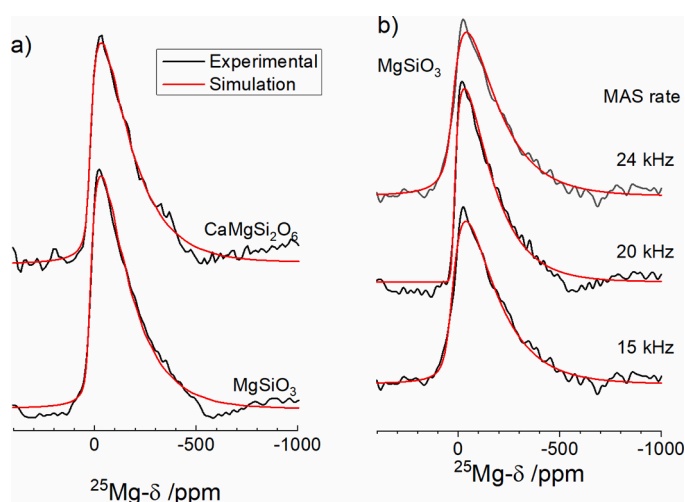 a)
Experimental
Simulation
CaMgSi₂O₆
MgSiO₃
0 -500 -1000
²⁵Mg-δ /ppm
b)
MgSiO₃
MAS rate
24 kHz
20 kHz
15 kHz
0 -500 -1000
²⁵Mg-δ /ppm